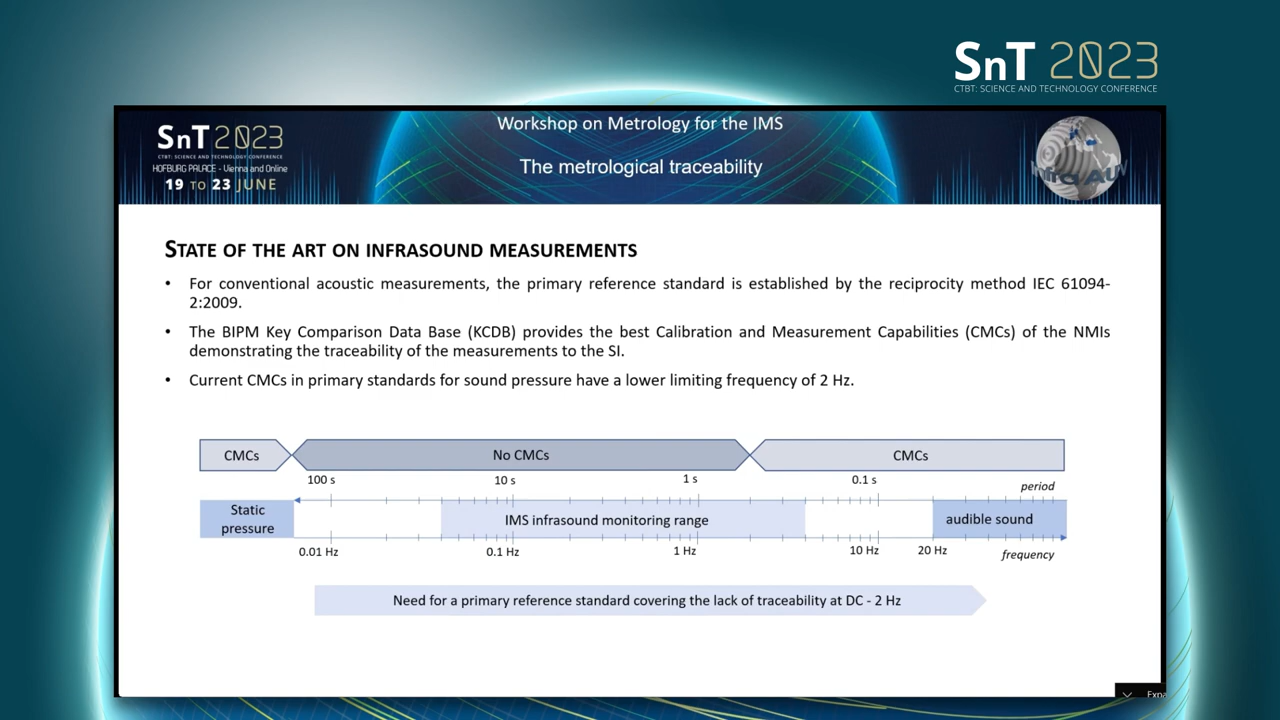 SnT 2023
CTBT: SCIENCE AND TECHNOLOGY CONFERENCE
SnT 2023
CTBT: SCIENCE AND TECHNOLOGY CONFERENCE
HOFBURG PALACE - Vienna and Online
19 TO 23 JUNE
Workshop on Metrology for the IMS
The metrological traceability
Infra-AUV
STATE OF THE ART ON INFRASOUND MEASUREMENTS
• For conventional acoustic measurements, the primary reference standard is established by the reciprocity method IEC 61094-
2:2009.
• The BIPM Key Comparison Data Base (KCDB) provides the best Calibration and Measurement Capabilities (CMCs) of the NMIs
demonstrating the traceability of the measurements to the SI.
• Current CMCs in primary standards for sound pressure have a lower limiting frequency of 2 Hz.
CMCs No CMCs CMCs
100 s 10 s 1 s 0.1 s period
Static
pressure
IMS infrasound monitoring range
audible sound
0.01 Hz 0.1 Hz 1 Hz 10 Hz 20 Hz frequency
Need for a primary reference standard covering the lack of traceability at DC - 2 Hz